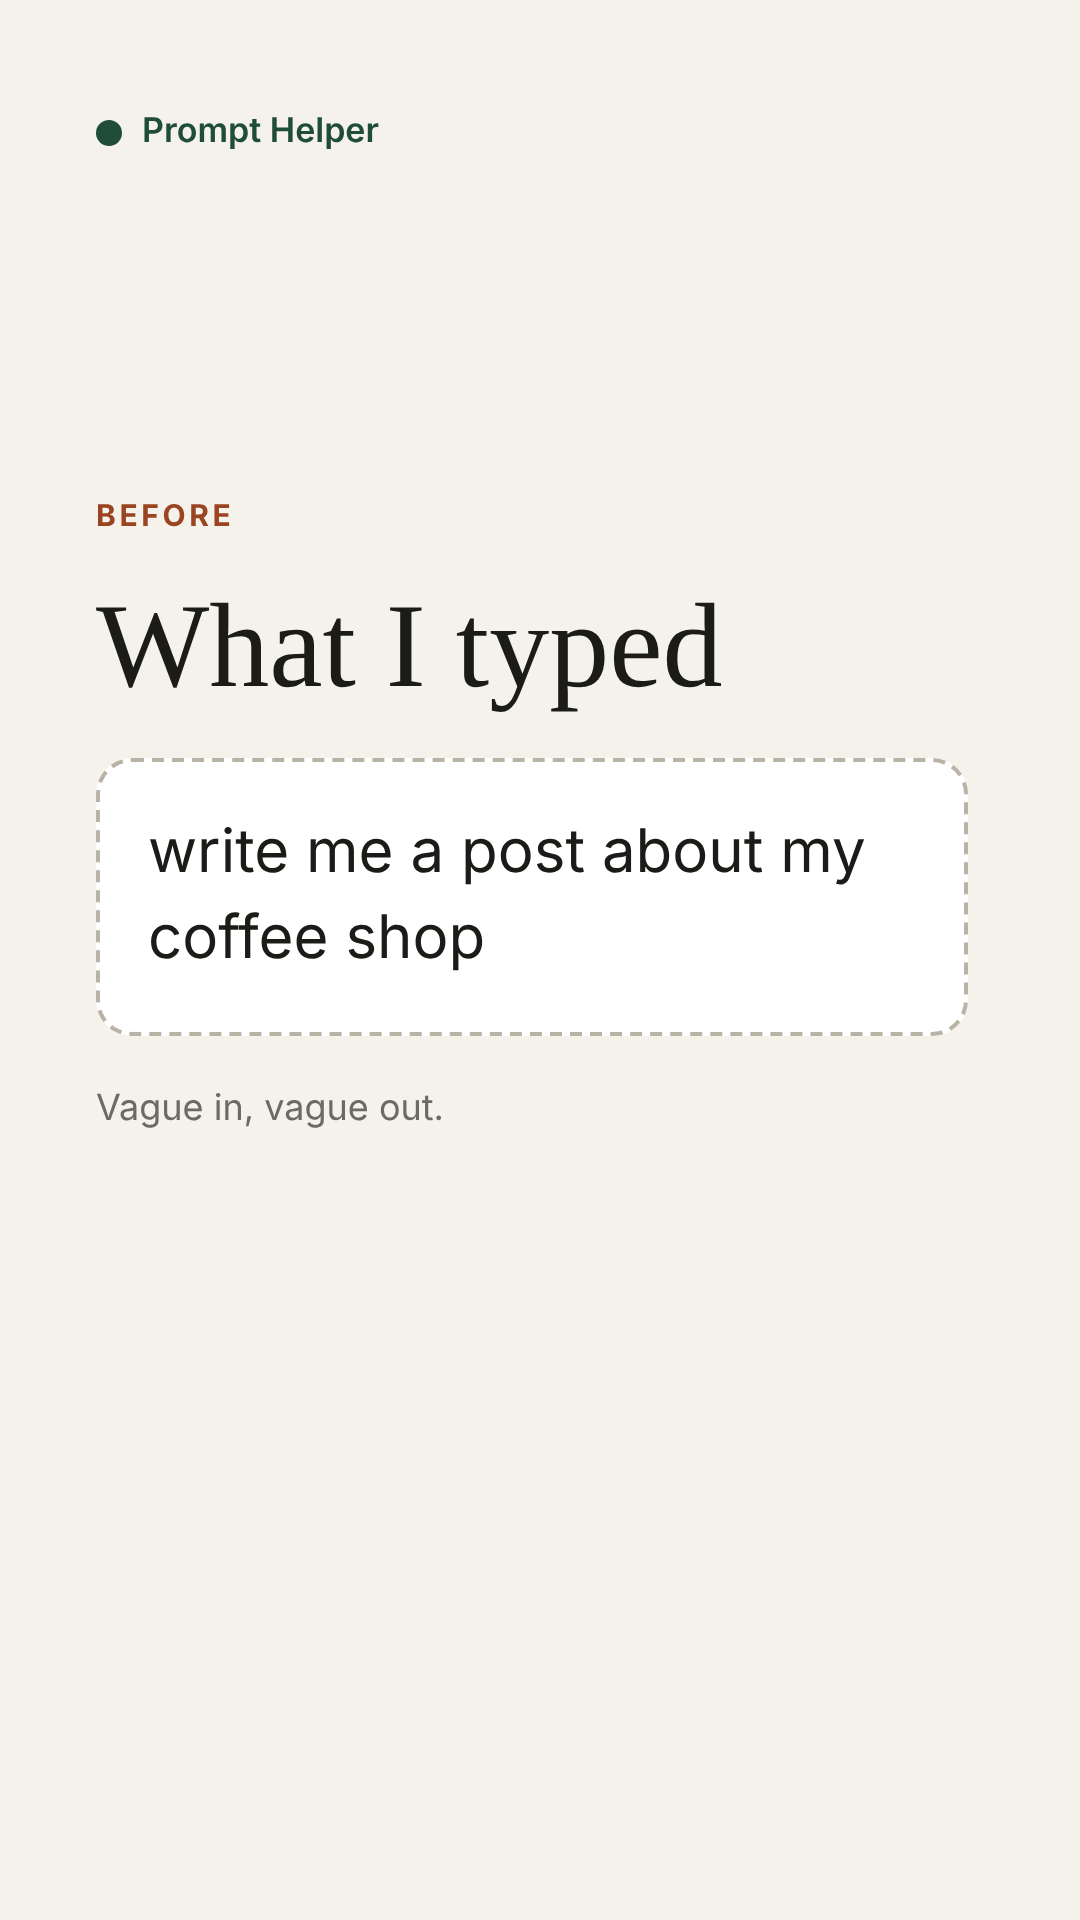 Prompt Helper
BEFORE
What I typed
write me a post about my
coffee shop
Vague in, vague out.